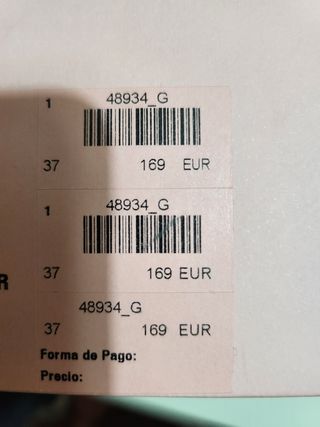 1 48934_G
37 169 EUR
1 48934_G
37 169 EUR
R
48934_G
37 169 EUR
Forma de Pago:
Precio: